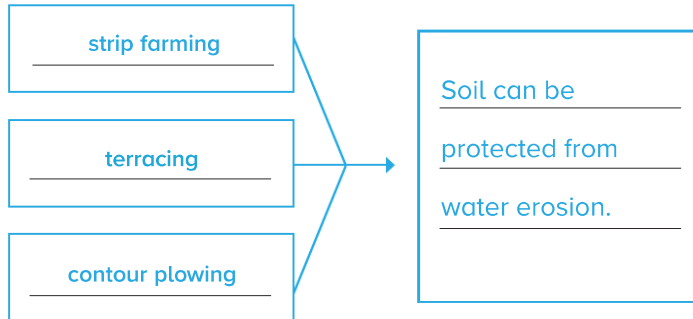 strip farming
terracing
contour plowing
Soil can be
protected from
water erosion.